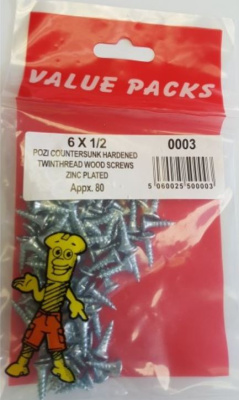 VALUE PACKS
6 X 1/2
0003
POZI COUNTERSUNK HARDENED
TWINTHREAD WOOD SCREWS
ZINC PLATED
Appx. 80
5 060025 500003